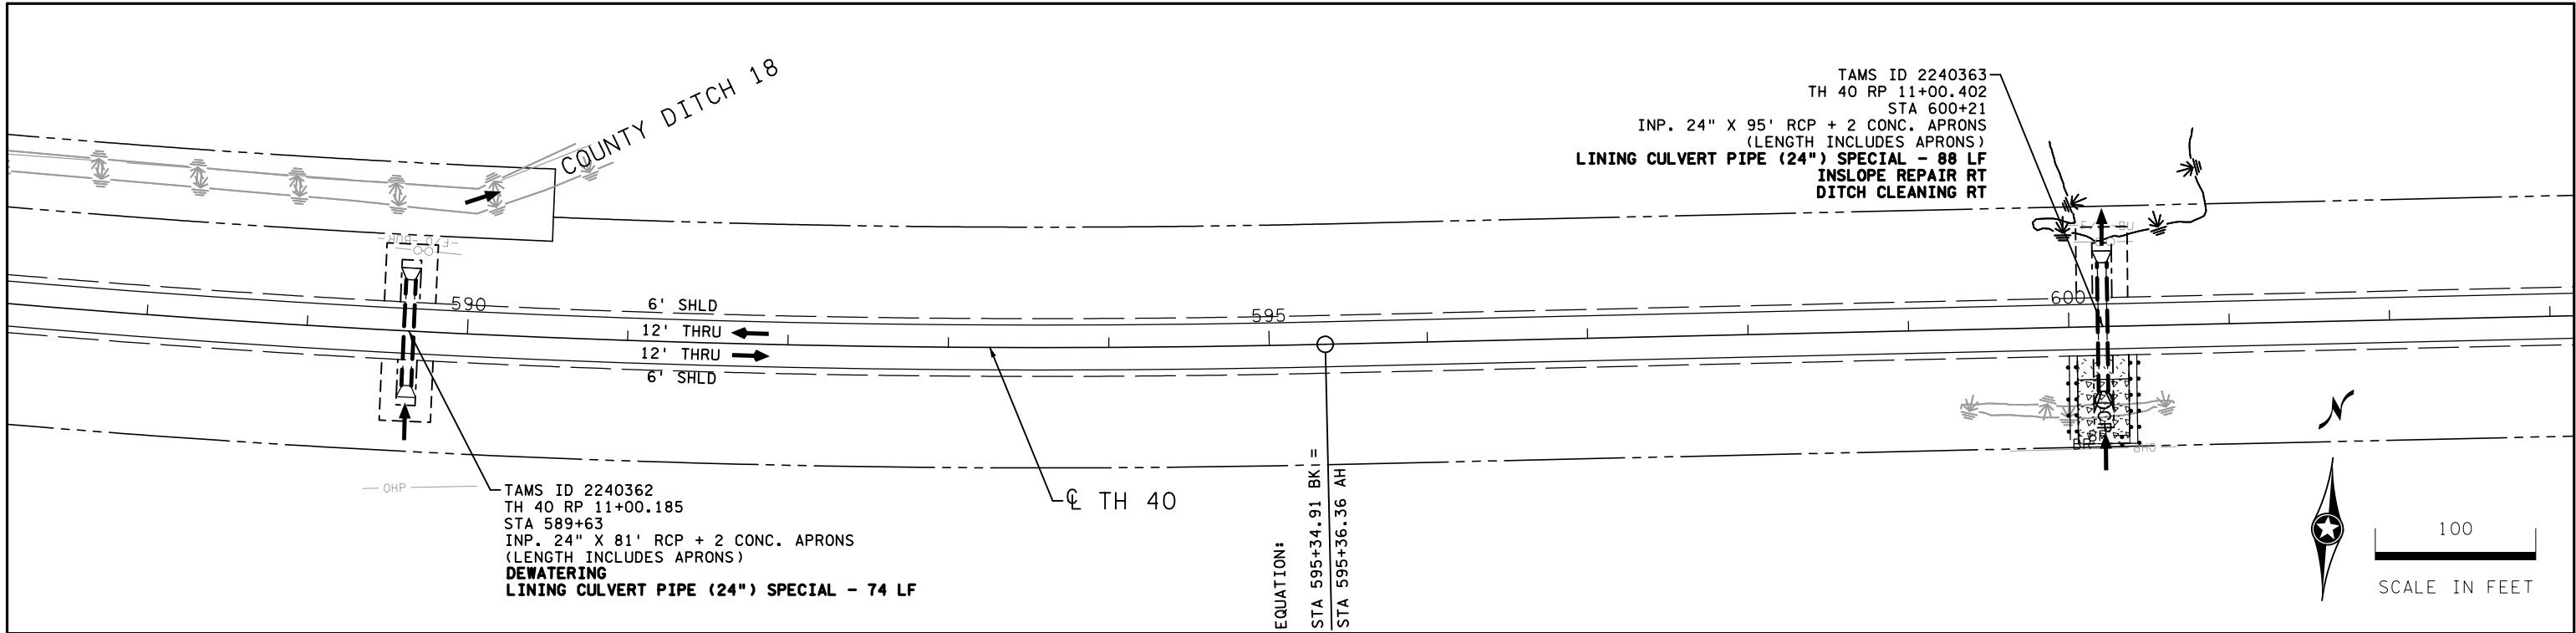 COUNTY DITCH 18
TAMS ID 2240363
TH 40 RP 11+00.402
STA 600+21
INP. 24" X 95' RCP + 2 CONC. APRONS
(LENGTH INCLUDES APRONS)
LINING CULVERT PIPE (24") SPECIAL - 88 LF
INSLOPE REPAIR RT
DITCH CLEANING RT
590
595
600
6' SHLD
12' THRU
12' THRU
6' SHLD
℄ TH 40
OHP
OHP
TAMS ID 2240362
TH 40 RP 11+00.185
STA 589+63
INP. 24" X 81' RCP + 2 CONC. APRONS
(LENGTH INCLUDES APRONS)
DEWATERING
LINING CULVERT PIPE (24") SPECIAL - 74 LF
EQUATION:
STA 595+34.91 BK =
STA 595+36.36 AH
N
100
SCALE IN FEET